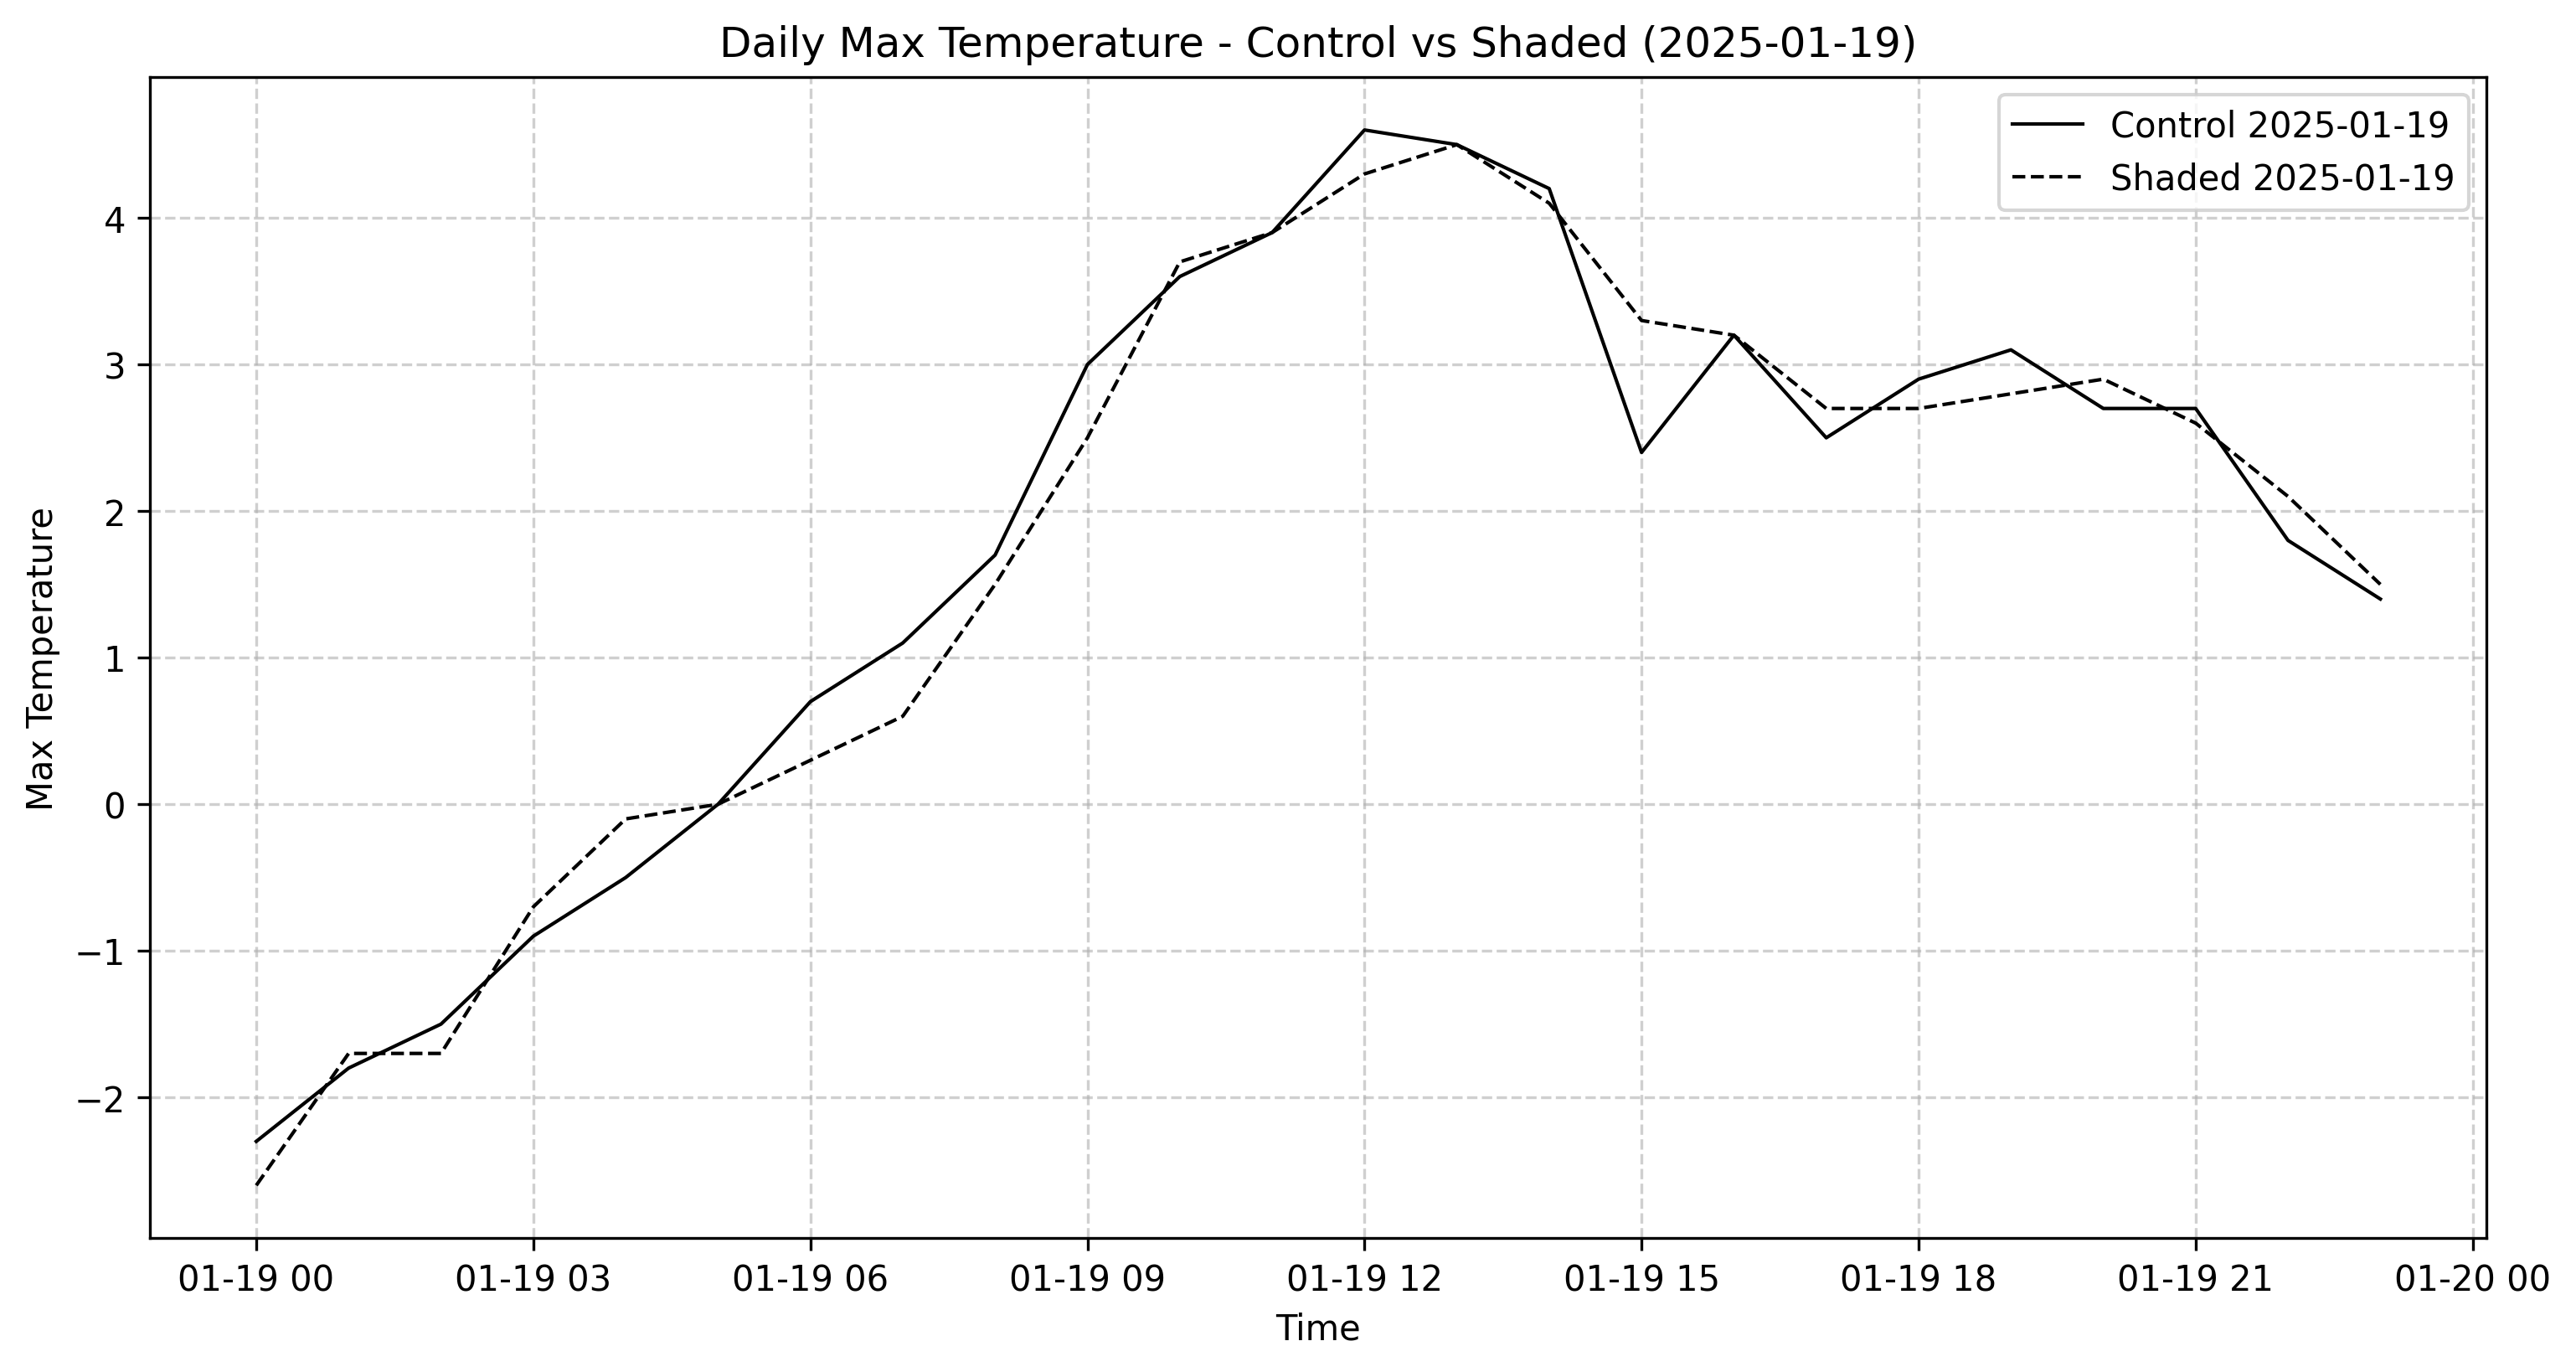 Daily Max Temperature - Control vs Shaded (2025-01-19)
Control 2025-01-19
Shaded 2025-01-19
Max Temperature
4
3
2
1
0
−1
−2
01-19 00 01-19 03 01-19 06 01-19 09 01-19 12 01-19 15 01-19 18 01-19 21 01-20 00
Time